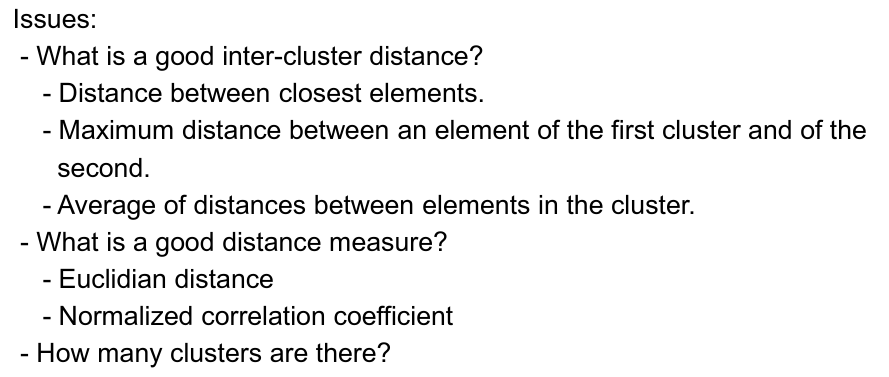 Issues:
- What is a good inter-cluster distance?
- Distance between closest elements.
- Maximum distance between an element of the first cluster and of the
second.
- Average of distances between elements in the cluster.
- What is a good distance measure?
- Euclidian distance
- Normalized correlation coefficient
- How many clusters are there?